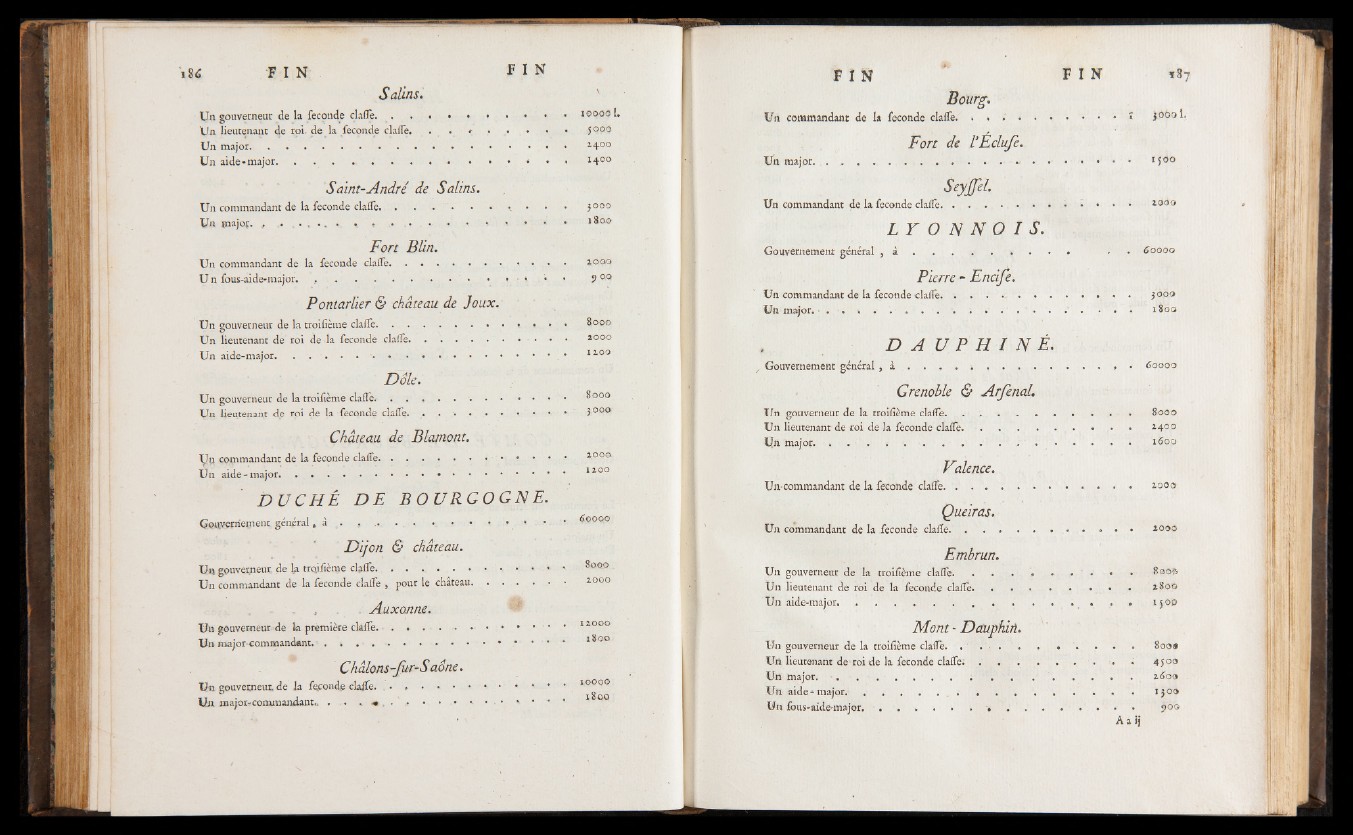 186 FIN FIN
Salins.
Un gouverneur de la ſeconde claſſe. . . . . . . . . . 10000 l.
Un lieutenant de roi de la ſeconde claſſe. . . . . . . . 5000
Un major. . . . . . . . . . . . . . . . . 2400
Un aide-major. . . . . . . . . . . . . . . 1400
Saint-André de Salins.
Un commandant de la ſeconde claſſe. . . . . . . . . . 3000
Un major. . . . . . . . . . . . . . . . . 1800
Fort Blin.
Un commandant de la ſeconde claſſe. . . . . . . . . . 2000
Un ſous-aide-major. . . . . . . . . . . . . . 900
Pontarlier & château de Joux.
Un gouverneur de la troiſième claſſe. . . . . . . . . . 8000
Un lieutenant de roi de la ſeconde claſſe. . . . . . . . 2000
Un aide-major. . . . . . . . . . . . . . . 1200
Dôle.
Un gouverneur de la troiſième claſſe. . . . . . . . . . 8000
Un lieutenant de roi de la ſeconde claſſe. . . . . . . . 3000
Château de Blamont.
Un commandant de la ſeconde claſſe. . . . . . . . . . 2000
Un aide-major. . . . . . . . . . . . . . . 1200
DUCHÉ DE BOURGOGNE.
Gouvernement général, à . . . . . . . . . . . 60000
Dijon & château.
Un gouverneur de la troiſième claſſe. . . . . . . . . . 8000
Un commandant de la ſeconde claſſe, pour le château. . . . . . 2000
Auxonne.
Un gouverneur de la première claſſe. . . . . . . . . . 12000
Un major-commandant. . . . . . . . . . . . . 1800
Châlons-ſur-Saône.
Un gouverneur de la ſeconde claſſe. . . . . . . . . . 10000
Un major-commandant. . . . . . . . . . . . . 1800
FIN FIN 187
Bourg.
Un commandant de la ſeconde claſſe. . . . . . . . . . 3000 l.
Fort de l'Écluſe.
Un major. . . . . . . . . . . . . . . . . 1500
Seyſſel.
Un commandant de la ſeconde claſſe. . . . . . . . . . 2000
LYONNOIS.
Gouvernement général, à . . . . . . . . . . . 60000
Pierre-Enciſe.
Un commandant de la ſeconde claſſe. . . . . . . . . . 3000
Un major. . . . . . . . . . . . . . . . . 1800
DAUPHINÉ.
Gouvernement général, à . . . . . . . . . . . 60000
Grenoble & Arſenal.
Un gouverneur de la troiſième claſſe. . . . . . . . . . 8000
Un lieutenant de roi de la ſeconde claſſe. . . . . . . . 2400
Un major. . . . . . . . . . . . . . . . . 1600
Valence.
Un commandant de la ſeconde claſſe. . . . . . . . . . 2000
Queiras.
Un commandant de la ſeconde claſſe. . . . . . . . . . 2000
Embrun.
Un gouverneur de la troiſième claſſe. . . . . . . . . . 8000
Un lieutenant de roi de la ſeconde claſſe. . . . . . . . 2800
Un aide-major. . . . . . . . . . . . . . . 1500
Mont-Dauphin.
Un gouverneur de la troiſième claſſe. . . . . . . . . . 8000
Un lieutenant de roi de la ſeconde claſſe. . . . . . . . 4500
Un major. . . . . . . . . . . . . . . . . 2600
Un aide-major. . . . . . . . . . . . . . . 1300
Un ſous-aide-major. . . . . . . . . . . . . . 900
A a ij